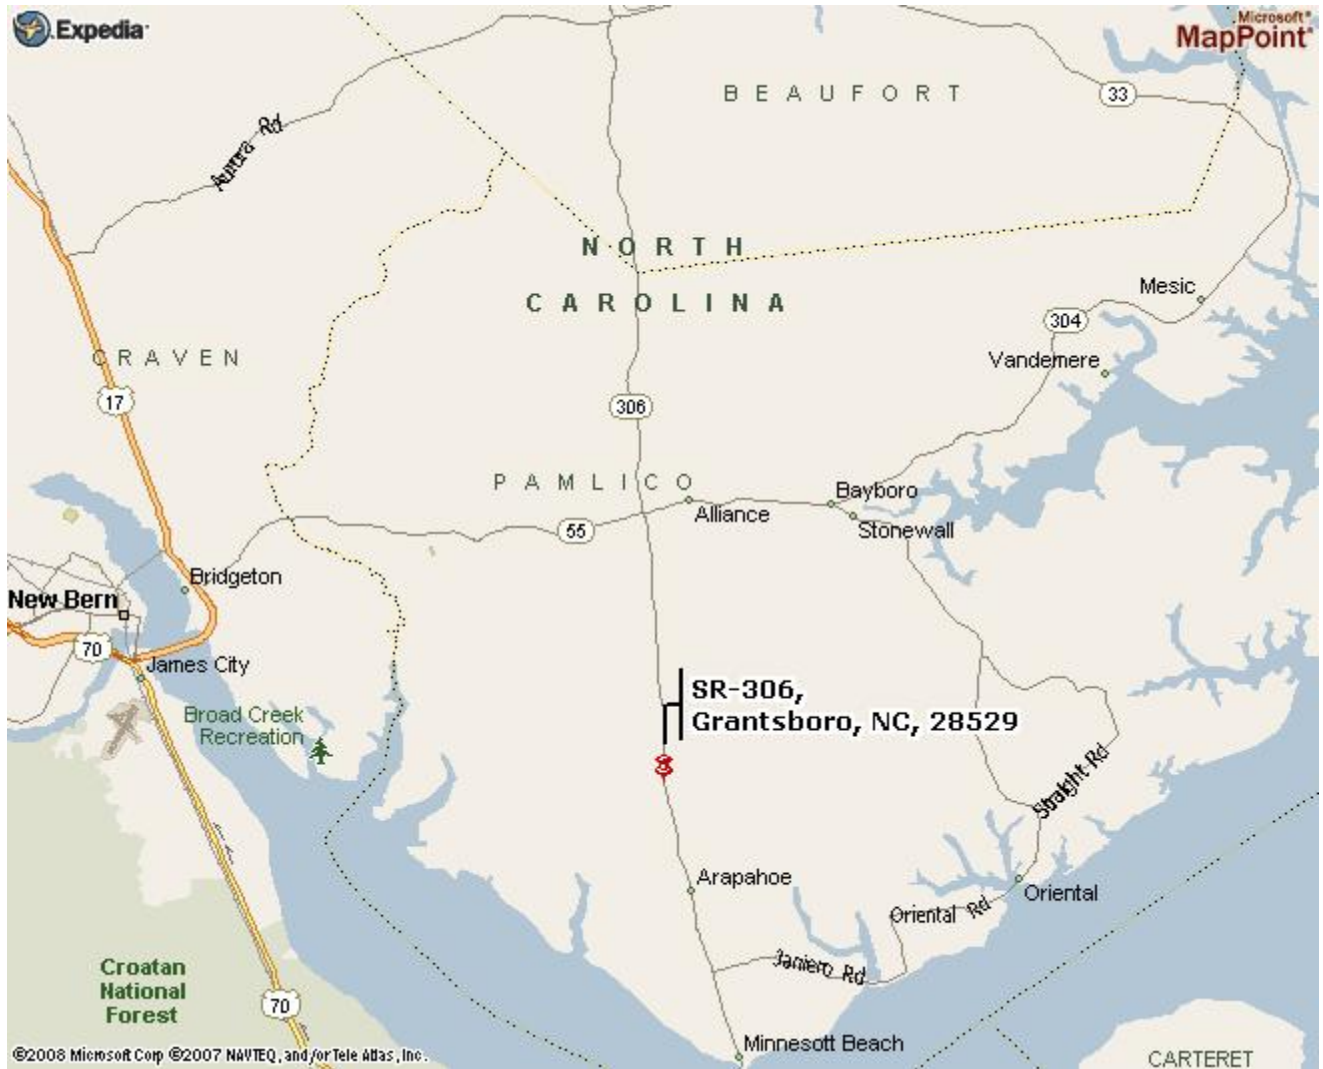 Expedia
Microsoft®
MapPoint®
BEAUFORT
33
Aurora Rd
NORTH
CAROLINA
Mesic
304
CRAVEN
Vandemere
17
306
PAMLICO
Bayboro
Alliance
Stonewall
55
Bridgeton
New Bern
70
James City
SR-306,
Grantsboro, NC, 28529
Broad Creek
Recreation
Straight Rd
Arapahoe
Oriental
Oriental Rd
Janiero Rd
Croatan
National
Forest
70
Minnesott Beach
CARTERET
©2008 Microsoft Corp ©2007 NAVTEQ, and/or Tele Atlas, Inc.